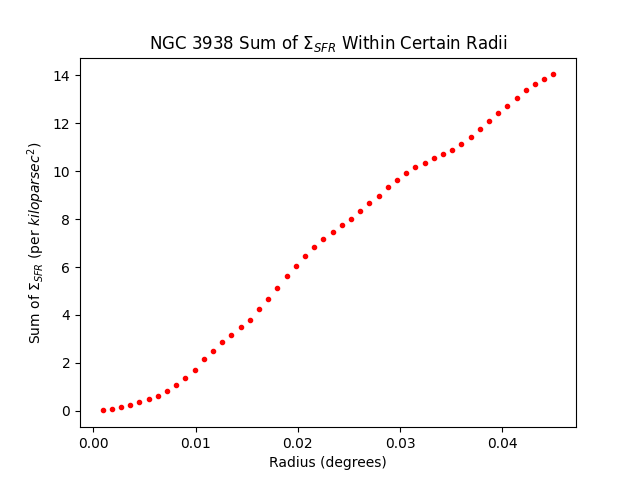 NGC 3938 Sum of Σ_SFR Within Certain Radii
Sum of Σ_SFR (per kiloparsec²)
14
12
10
8
6
4
2
0
0.00 0.01 0.02 0.03 0.04
Radius (degrees)